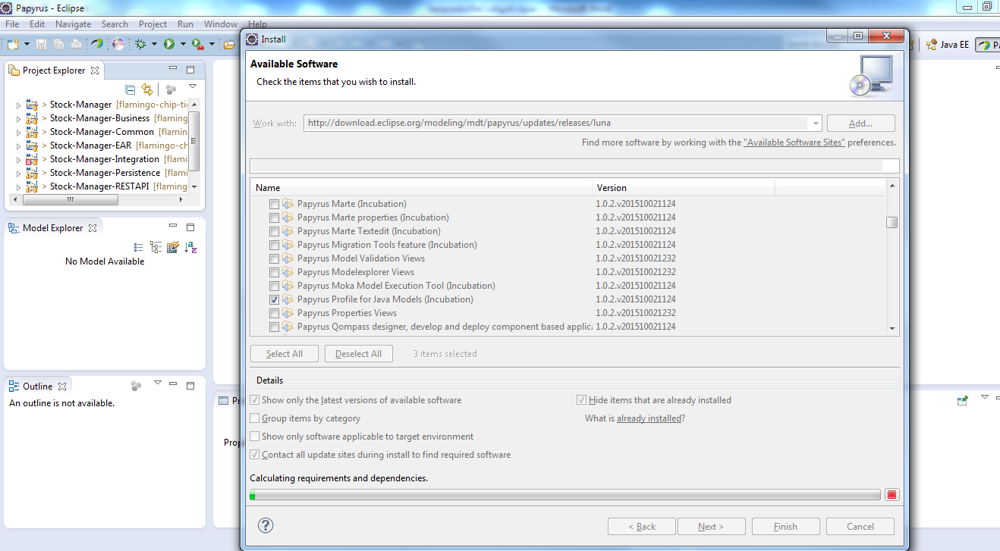 Papyrus - Eclipse
File Edit Navigate Search Project Run Window Help
Java EE
Project Explorer
> Stock-Manager [flamingo-chip-ti
> Stock-Manager-Business [flaming
> Stock-Manager-Common [flamin
> Stock-Manager-EAR [flamingo-ch
> Stock-Manager-Integration [flami
> Stock-Manager-Persistence [flamin
> Stock-Manager-RESTAPI [flaming
Model Explorer
No Model Available
Outline
An outline is not available.
Install
Available Software
Check the items that you wish to install.
Work with: http://download.eclipse.org/modeling/mdt/papyrus/updates/releases/luna Add...
Find more software by working with the "Available Software Sites" preferences.
Name Version
Papyrus Marte (Incubation) 1.0.2.v201510021124
Papyrus Marte properties (Incubation) 1.0.2.v201510021124
Papyrus Marte Textedit (Incubation) 1.0.2.v201510021124
Papyrus Migration Tools feature (Incubation) 1.0.2.v201510021124
Papyrus Model Validation Views 1.0.2.v201510021232
Papyrus Modelexplorer Views 1.0.2.v201510021232
Papyrus Moka Model Execution Tool (Incubation) 1.0.2.v201510021124
Papyrus Profile for Java Models (Incubation) 1.0.2.v201510021124
Papyrus Properties Views 1.0.2.v201510021232
Papyrus Qompass designer, develop and deploy component based applic 1.0.2.v201510021124
Select All Deselect All 3 items selected
Details
Show only the latest versions of available software Hide items that are already installed
Group items by category What is already installed?
Show only software applicable to target environment
Contact all update sites during install to find required software
Calculating requirements and dependencies.
< Back Next > Finish Cancel